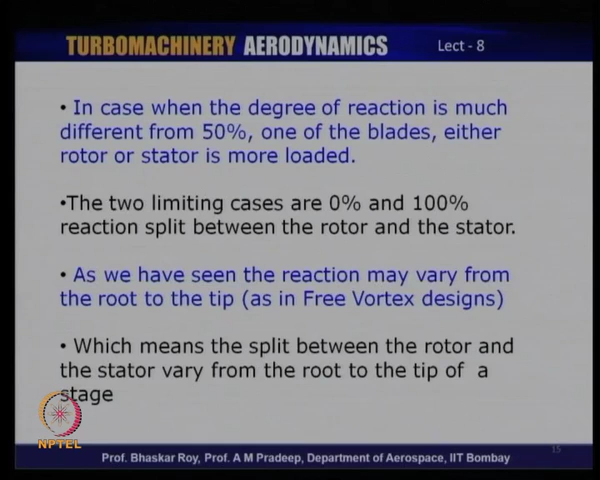 TURBOMACHINERY AERODYNAMICS
Lect - 8
• In case when the degree of reaction is much
different from 50%, one of the blades, either
rotor or stator is more loaded.
•The two limiting cases are 0% and 100%
reaction split between the rotor and the stator.
• As we have seen the reaction may vary from
the root to the tip (as in Free Vortex designs)
• Which means the split between the rotor and
the stator vary from the root to the tip of a
stage
NPTEL
15
Prof. Bhaskar Roy, Prof. A M Pradeep, Department of Aerospace, IIT Bombay